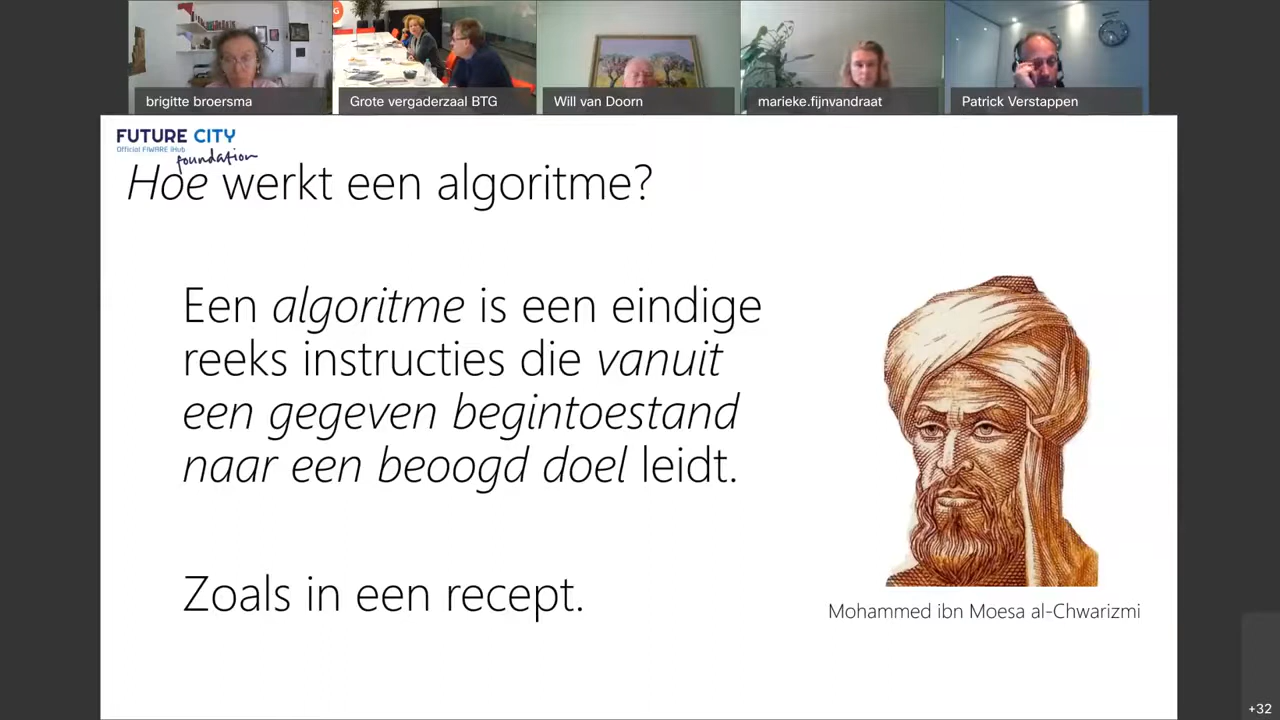 brigitte broersma
Grote vergaderzaal BTG
Will van Doorn
marieke.fijnvandraat
Patrick Verstappen
FUTURE CITY
Official FIWARE iHub
foundation
Hoe werkt een algoritme?
Een algoritme is een eindige
reeks instructies die vanuit
een gegeven begintoestand
naar een beoogd doel leidt.
Zoals in een recept.
Mohammed ibn Moesa al-Chwarizmi
+32